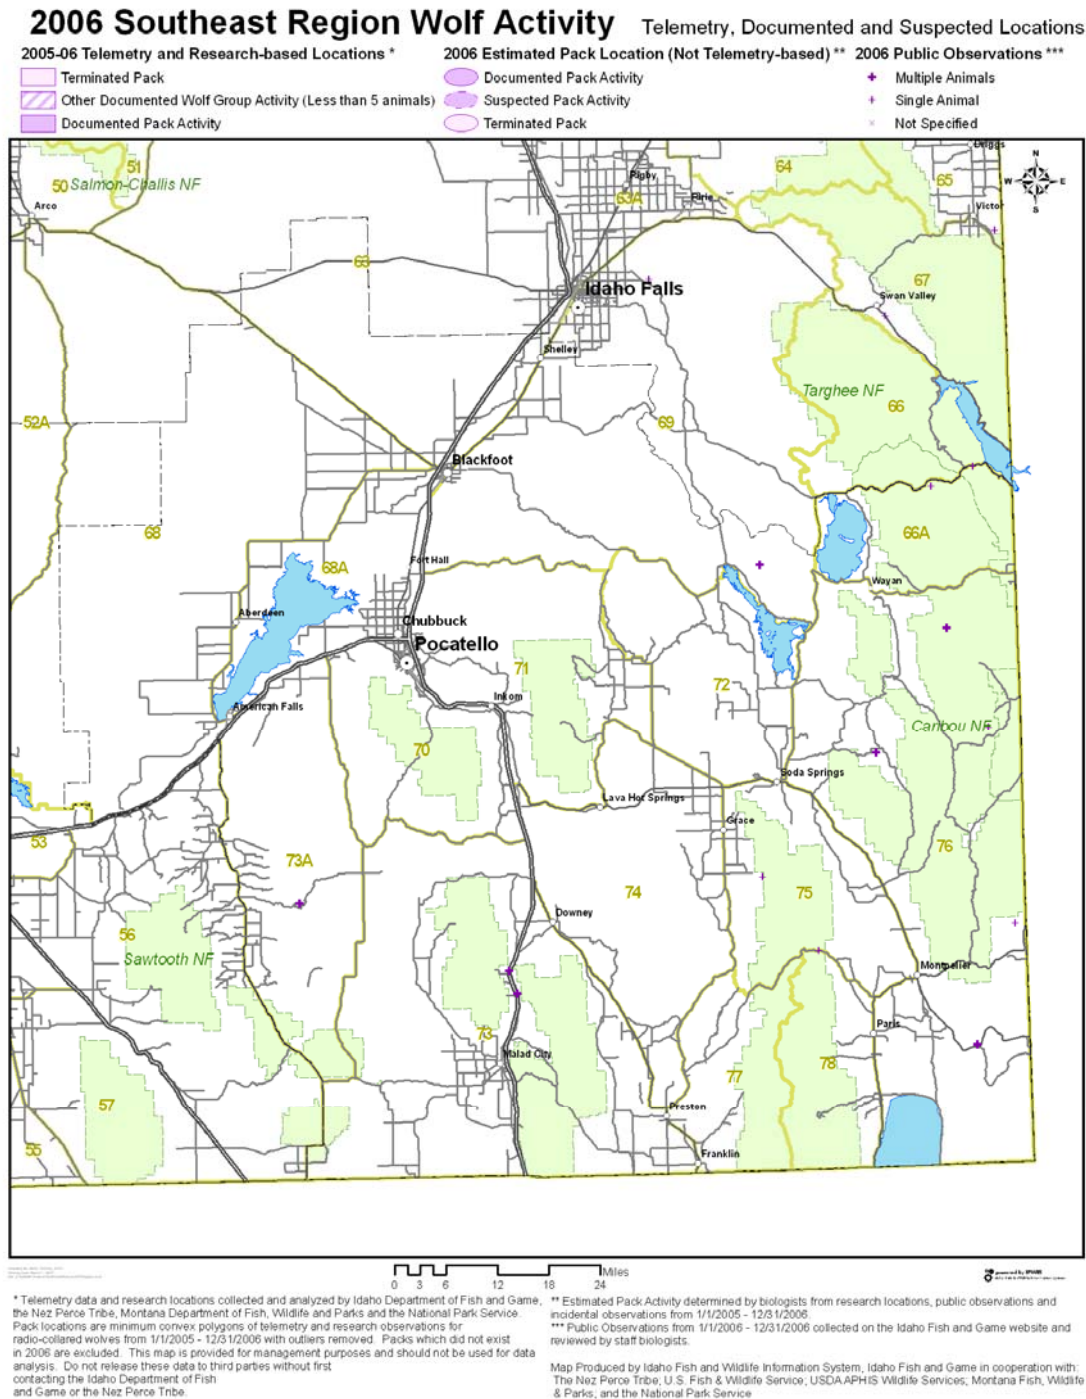 2006 Southeast Region Wolf Activity Telemetry, Documented and Suspected Locations
2005-06 Telemetry and Research-based Locations * 2006 Estimated Pack Location (Not Telemetry-based) ** 2006 Public Observations ***
Terminated Pack Documented Pack Activity Multiple Animals
Other Documented Wolf Group Activity (Less than 5 animals) Suspected Pack Activity Single Animal
Documented Pack Activity Terminated Pack Not Specified
Driggs
N
51 64
50 Salmon-Challis NF Rigby 65 W E
63A Ririe
Arco Victor S
63
67
Idaho Falls Swan Valley
Shelley
Targhee NF
66
52A 69
Blackfoot
68 66A
Fort Hall
68A
Wayan
Aberdeen
Chubbuck
Pocatello
71
72
Inkom
American Falls
Caribou NF
70
Soda Springs
Lava Hot Springs
Grace
53
73A 76
74 75
Downey
56
Sawtooth NF
Montpelier
73 Paris
Malad City
78
77
57
Preston
55
Franklin
Miles
0 3 6 12 18 24
* Telemetry data and research locations collected and analyzed by Idaho Department of Fish and Game,
the Nez Perce Tribe, Montana Department of Fish, Wildlife and Parks and the National Park Service.
Pack locations are minimum convex polygons of telemetry and research observations for
radio-collared wolves from 1/1/2005 - 12/31/2006 with outliers removed. Packs which did not exist
in 2006 are excluded. This map is provided for management purposes and should not be used for data
analysis. Do not release these data to third parties without first
contacting the Idaho Department of Fish
and Game or the Nez Perce Tribe.
** Estimated Pack Activity determined by biologists from research locations, public observations and
incidental observations from 1/1/2005 - 12/31/2006.
*** Public Observations from 1/1/2006 - 12/31/2006 collected on the Idaho Fish and Game website and
reviewed by staff biologists.
Map Produced by Idaho Fish and Wildlife Information System, Idaho Fish and Game in cooperation with:
The Nez Perce Tribe; U.S. Fish & Wildlife Service; USDA APHIS Wildlife Services; Montana Fish, Wildlife
& Parks; and the National Park Service